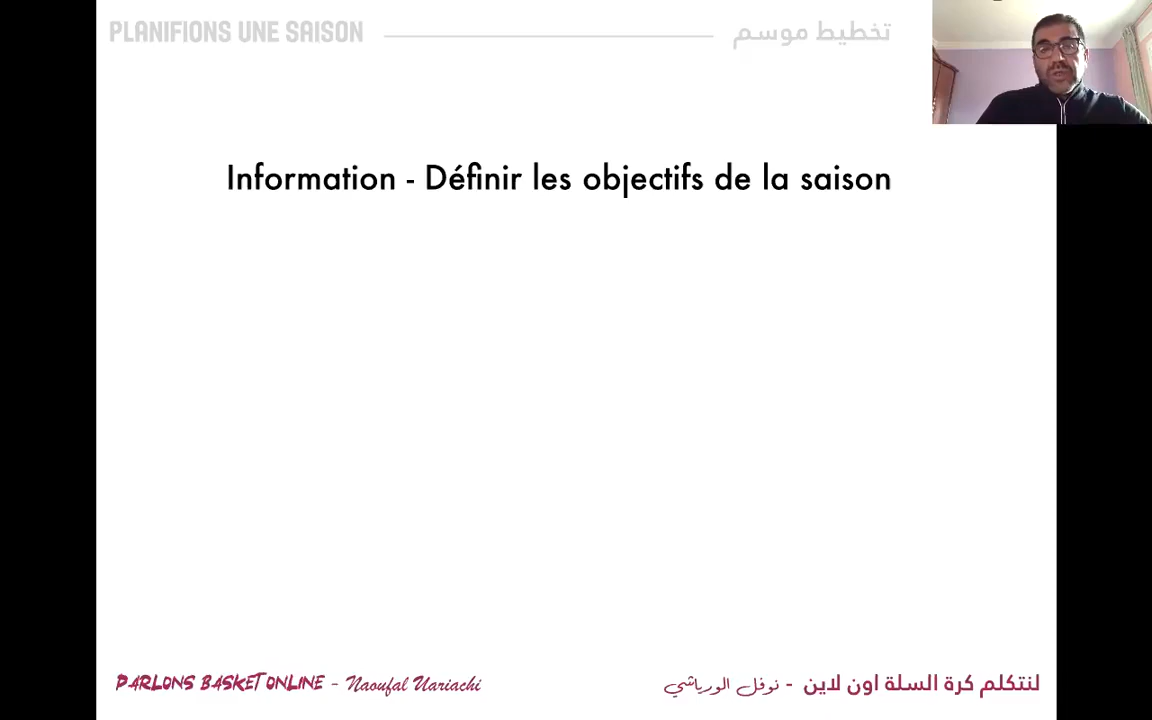 PLANIFIONS UNE SAISON
تخطيط موسم
Information - Définir les objectifs de la saison
PARLONS BASKET ONLINE - Naoufal Uariachi
لنتكلم كرة السلة اون لاين - نوفل الورياشي